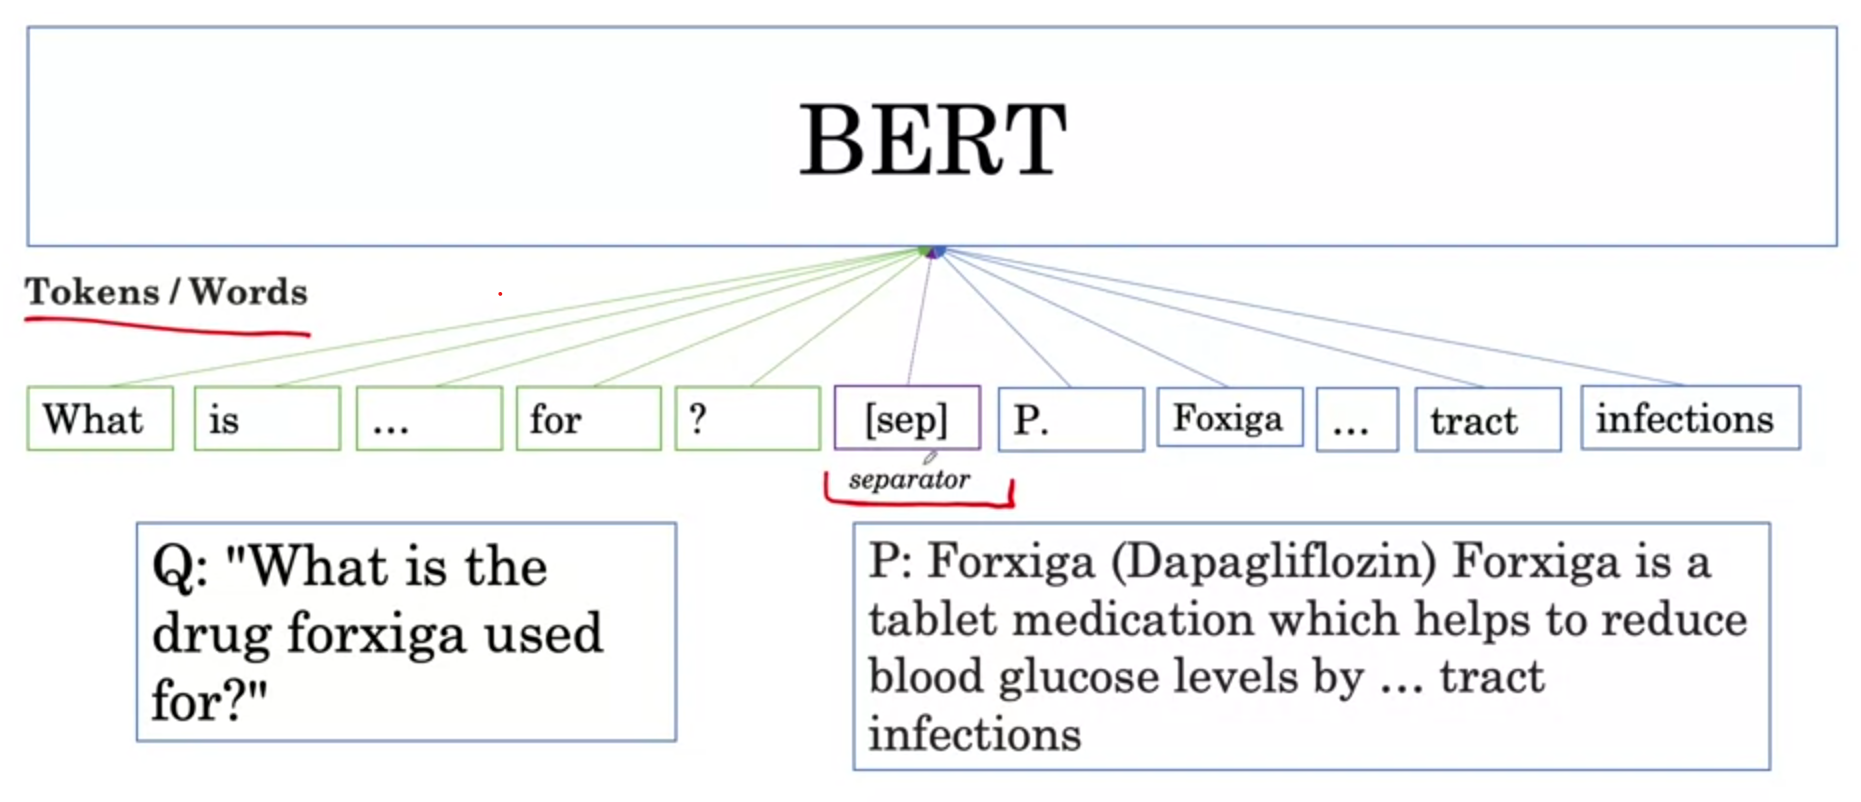 BERT
Tokens / Words
What is ... for ? [sep] P. Foxiga ... tract infections
separator
Q: "What is the
drug forxiga used
for?"
P: Forxiga (Dapagliflozin) Forxiga is a
tablet medication which helps to reduce
blood glucose levels by ... tract
infections